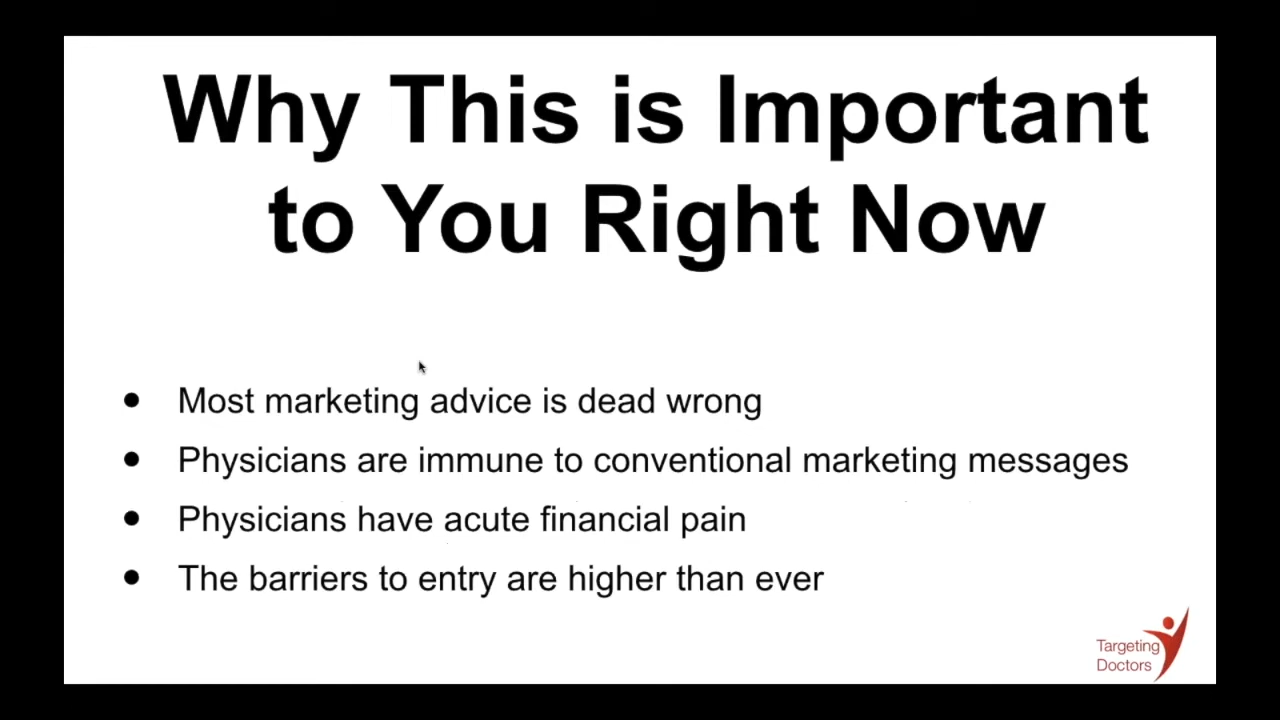 Why This is Important
to You Right Now
• Most marketing advice is dead wrong
• Physicians are immune to conventional marketing messages
• Physicians have acute financial pain
• The barriers to entry are higher than ever
Targeting
Doctors